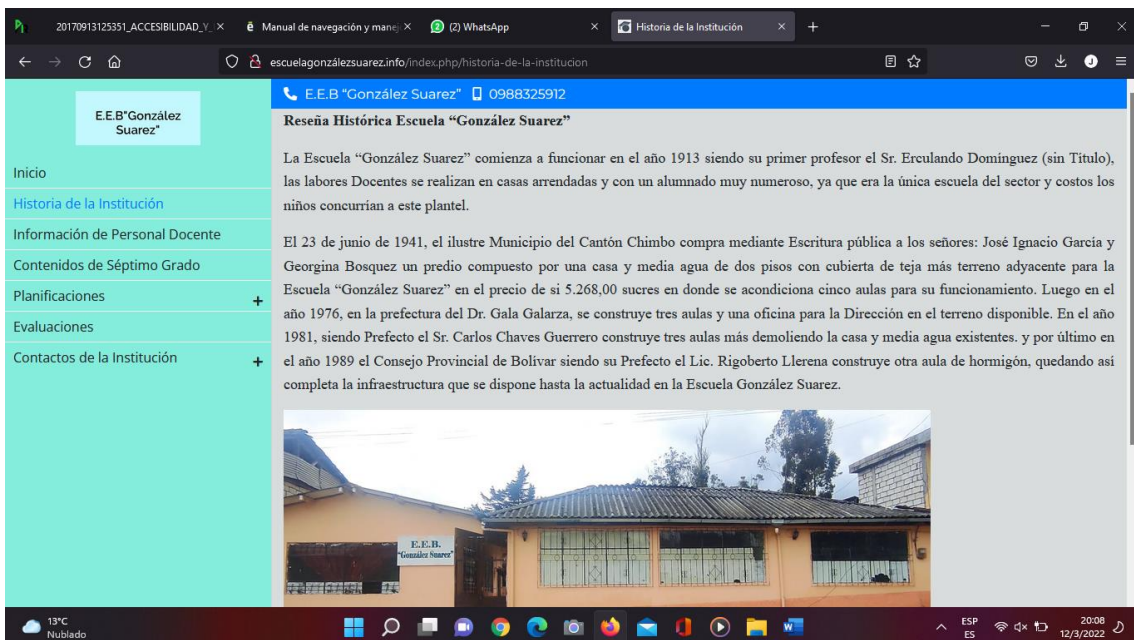 20170913125351_ACCESIBILIDAD_Y_
Manual de navegación y manej
(2) WhatsApp
Historia de la Institución
escuelagonzálezsuarez.info/index.php/historia-de-la-institucion
E.E.B"González
Suarez"
Inicio
Historia de la Institución
Información de Personal Docente
Contenidos de Séptimo Grado
Planificaciones +
Evaluaciones
Contactos de la Institución +
E.E.B “González Suarez” 0988325912
Reseña Histórica Escuela “González Suarez”
La Escuela “González Suarez” comienza a funcionar en el año 1913 siendo su primer profesor el Sr. Erculando Domínguez (sin Título),
las labores Docentes se realizan en casas arrendadas y con un alumnado muy numeroso, ya que era la única escuela del sector y costos los
niños concurrían a este plantel.
El 23 de junio de 1941, el ilustre Municipio del Cantón Chimbo compra mediante Escritura pública a los señores: José Ignacio García y
Georgina Bosquez un predio compuesto por una casa y media agua de dos pisos con cubierta de teja más terreno adyacente para la
Escuela “González Suarez” en el precio de si 5.268,00 sucres en donde se acondiciona cinco aulas para su funcionamiento. Luego en el
año 1976, en la prefectura del Dr. Gala Galarza, se construye tres aulas y una oficina para la Dirección en el terreno disponible. En el año
1981, siendo Prefecto el Sr. Carlos Chaves Guerrero construye tres aulas más demoliendo la casa y media agua existentes. y por último en
el año 1989 el Consejo Provincial de Bolívar siendo su Prefecto el Lic. Rigoberto Llerena construye otra aula de hormigón, quedando así
completa la infraestructura que se dispone hasta la actualidad en la Escuela González Suarez.
E.E.B.
"González Suarez"
13°C
Nublado
ESP
ES
20:08
12/3/2022